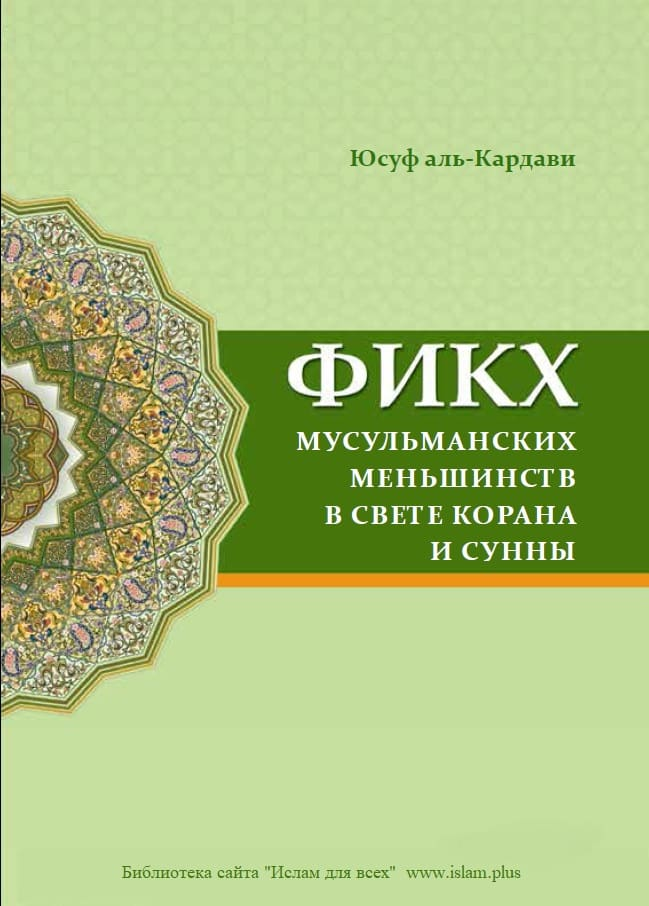 Юсуф аль-Кардави
ФИКХ
МУСУЛЬМАНСКИХ
МЕНЬШИНСТВ
В СВЕТЕ КОРАНА
И СУННЫ
Библиотека сайта "Ислам для всех" www.islam.plus